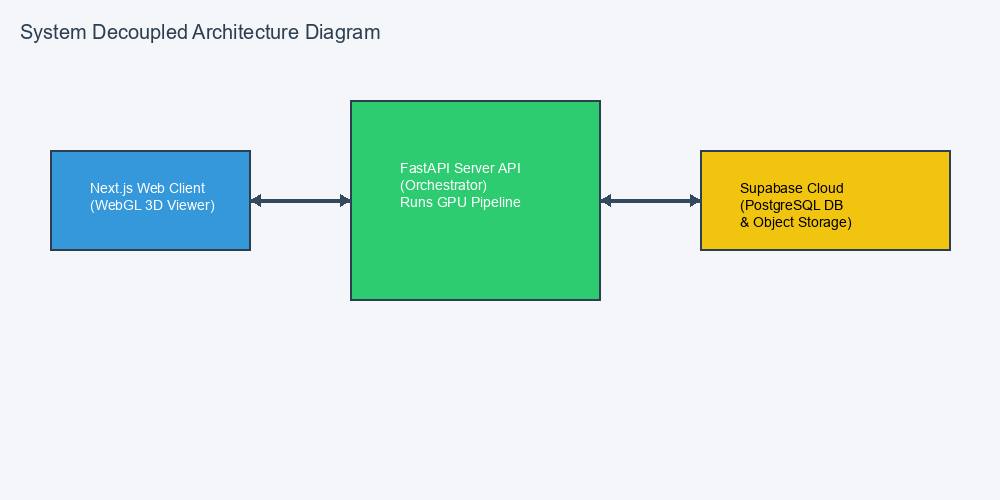 System Decoupled Architecture Diagram
Next.js Web Client
(WebGL 3D Viewer)
FastAPI Server API
(Orchestrator)
Runs GPU Pipeline
Supabase Cloud
(PostgreSQL DB
& Object Storage)